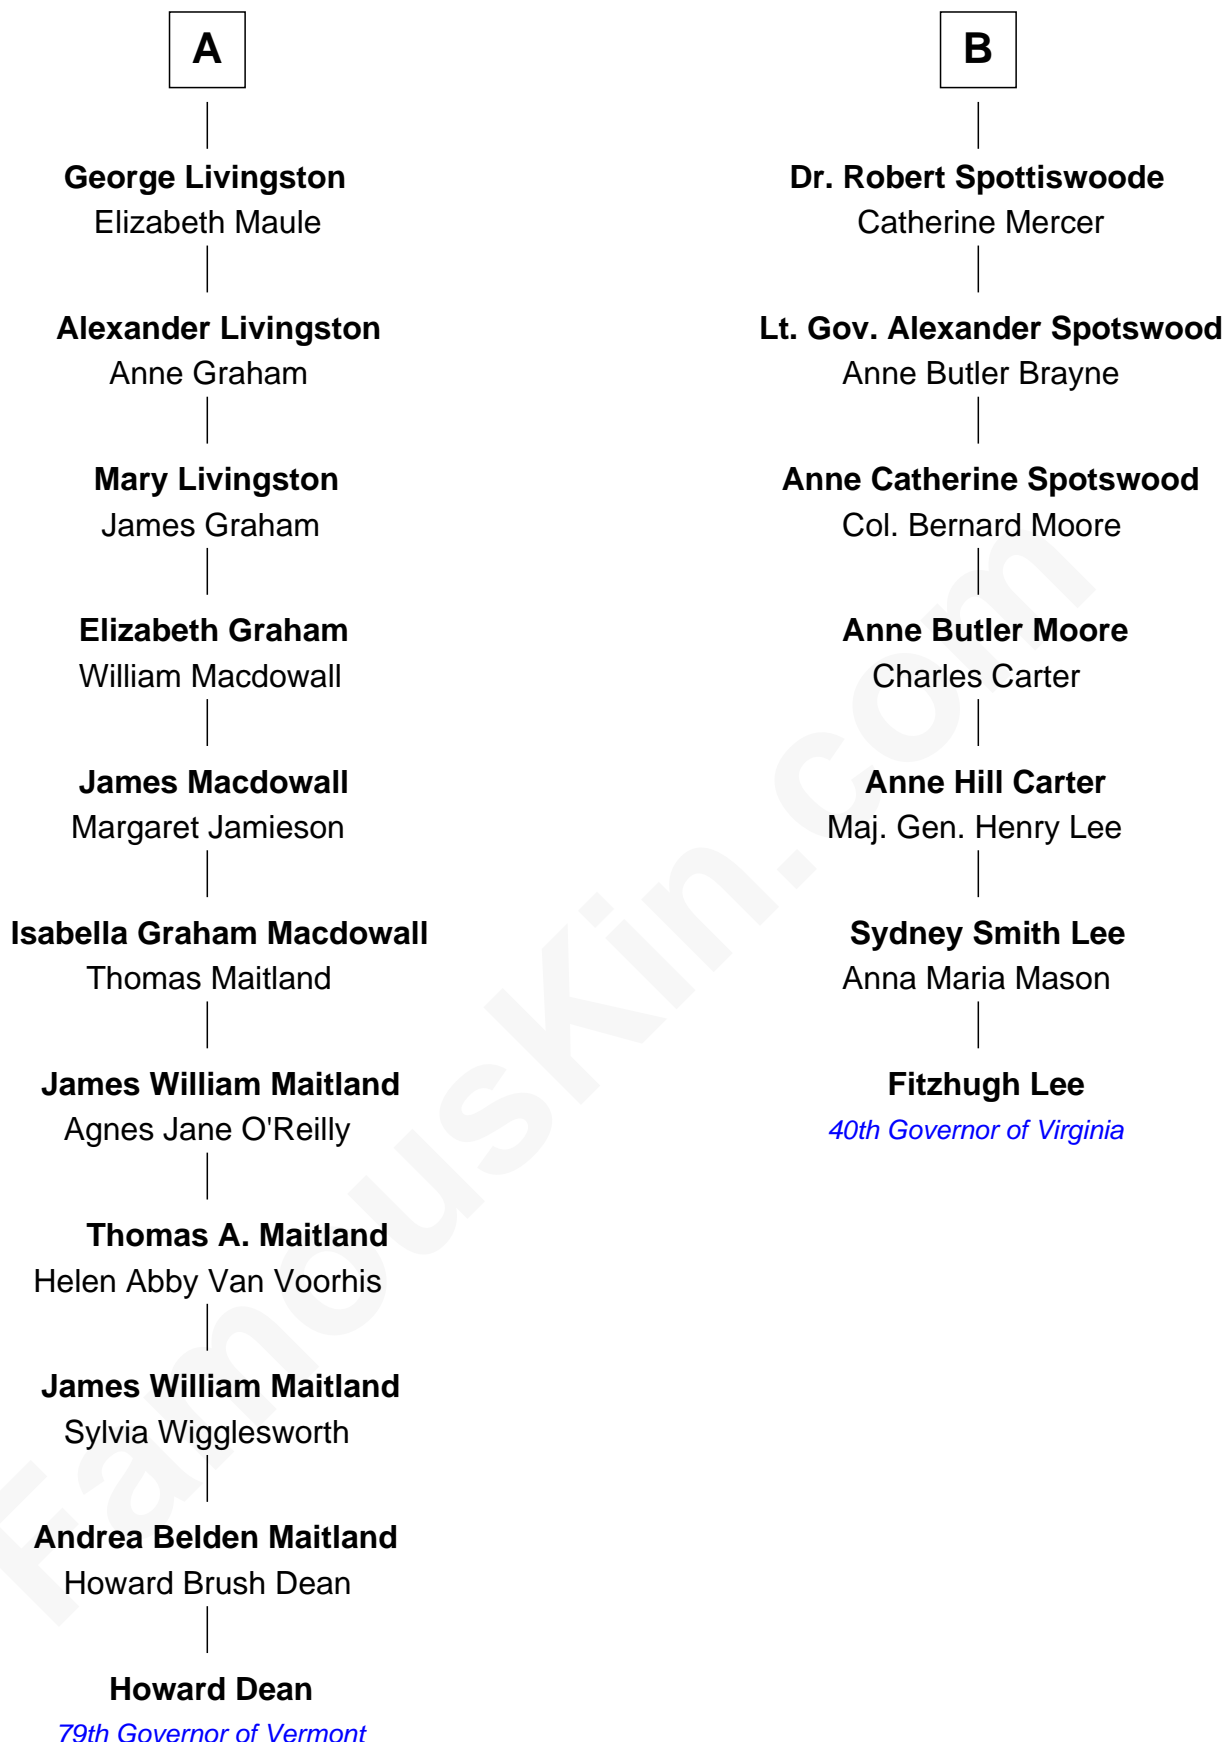 A
George Livingston
Elizabeth Maule
Alexander Livingston
Anne Graham
Mary Livingston
James Graham
Elizabeth Graham
William Macdowall
James Macdowall
Margaret Jamieson
Isabella Graham Macdowall
Thomas Maitland
James William Maitland
Agnes Jane O'Reilly
Thomas A. Maitland
Helen Abby Van Voorhis
James William Maitland
Sylvia Wigglesworth
Andrea Belden Maitland
Howard Brush Dean
Howard Dean
79th Governor of Vermont
B
Dr. Robert Spottiswoode
Catherine Mercer
Lt. Gov. Alexander Spotswood
Anne Butler Brayne
Anne Catherine Spotswood
Col. Bernard Moore
Anne Butler Moore
Charles Carter
Anne Hill Carter
Maj. Gen. Henry Lee
Sydney Smith Lee
Anna Maria Mason
Fitzhugh Lee
40th Governor of Virginia
FamousKin.com